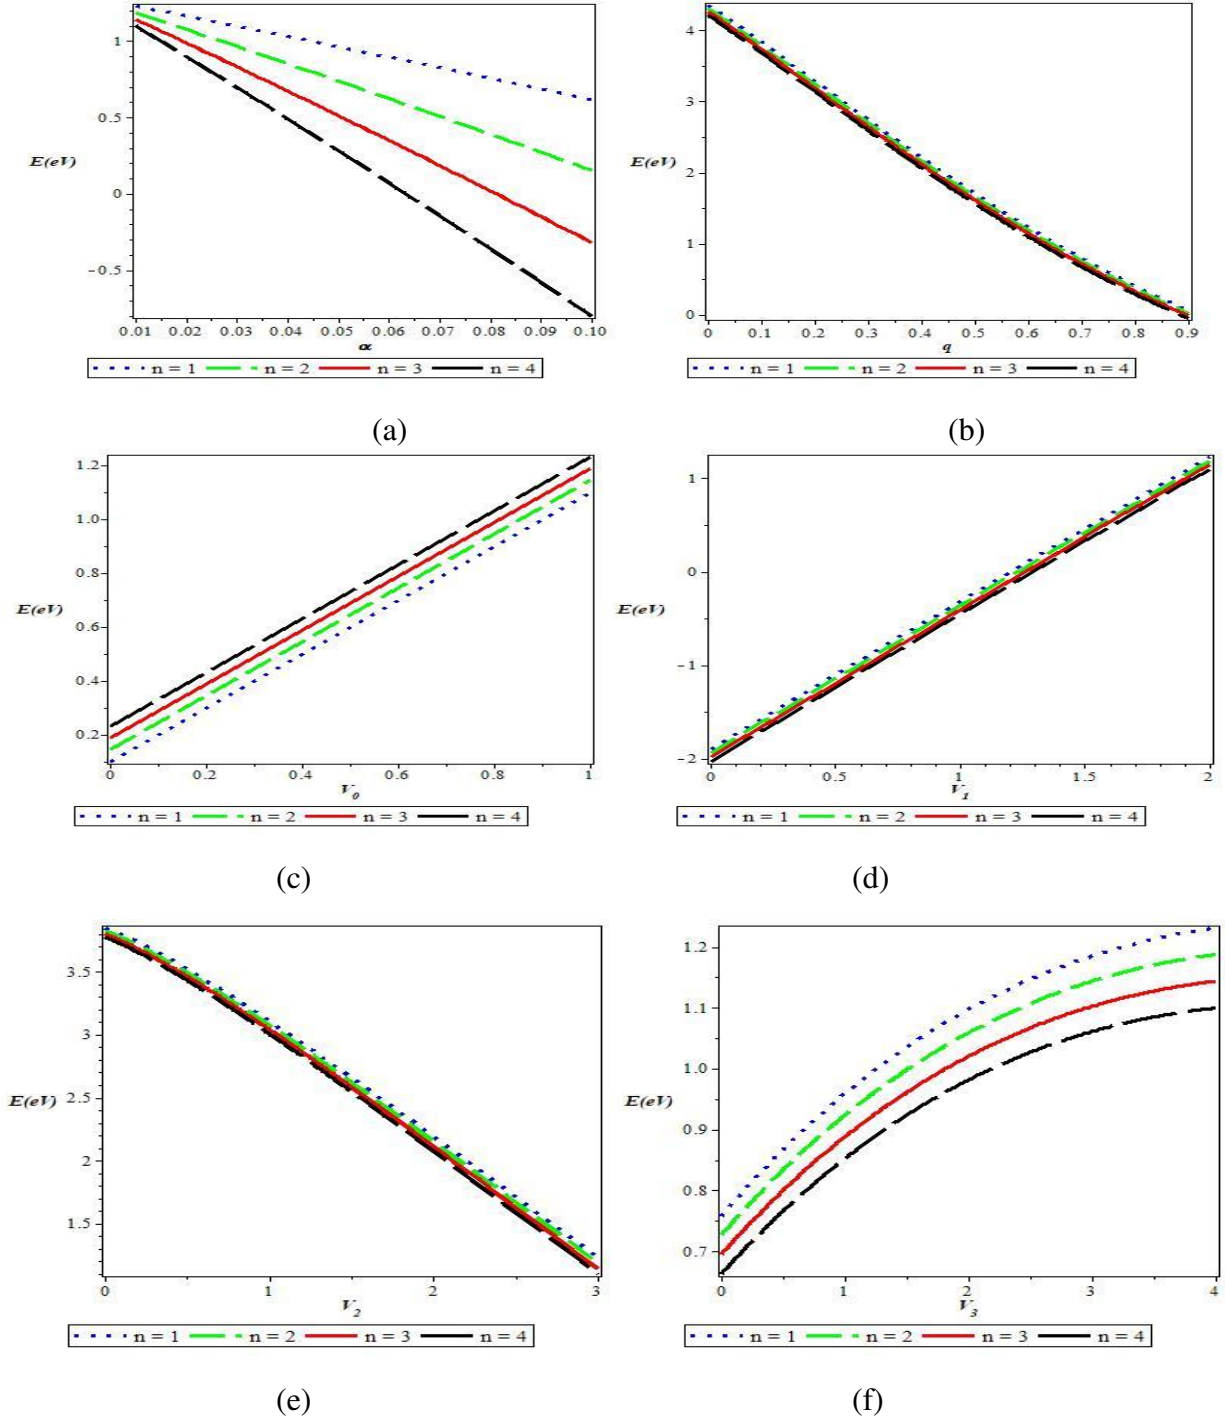 1
0.5
E(eV)
0
−0.5
0.01 0.02 0.03 0.04 0.05 0.06 0.07 0.08 0.09 0.10
α
n = 1 n = 2 n = 3 n = 4
(a)
4
3
E(eV)
2
1
0
0 0.1 0.2 0.3 0.4 0.5 0.6 0.7 0.8 0.9
q
n = 1 n = 2 n = 3 n = 4
(b)
1.2
1.0
0.8
E(eV)
0.6
0.4
0.2
0 0.2 0.4 0.6 0.8 1
V₀
n = 1 n = 2 n = 3 n = 4
(c)
1
0
E(eV)
−1
−2
0 0.5 1 1.5 2
V₁
n = 1 n = 2 n = 3 n = 4
(d)
3.5
3
E(eV) 2.5
2
1.5
0 1 2 3
V₂
n = 1 n = 2 n = 3 n = 4
(e)
1.2
1.1
1.0
E(eV)
0.9
0.8
0.7
0 1 2 3 4
V₃
n = 1 n = 2 n = 3 n = 4
(f)